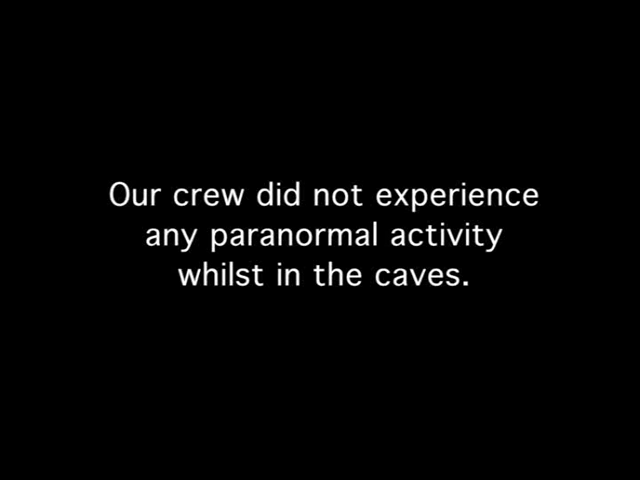 Our crew did not experience
any paranormal activity
whilst in the caves.